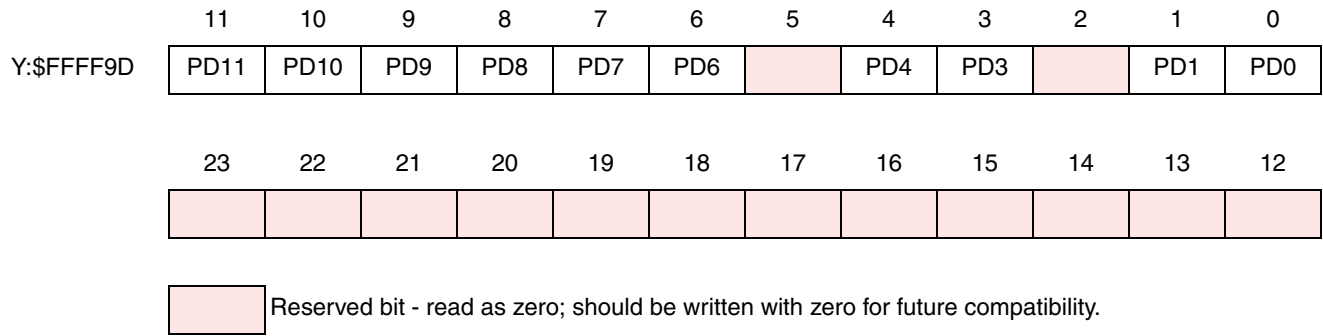 11 10 9 8 7 6 5 4 3 2 1 0
Y:$FFFF9D PD11 PD10 PD9 PD8 PD7 PD6 PD4 PD3 PD1 PD0
23 22 21 20 19 18 17 16 15 14 13 12
Reserved bit - read as zero; should be written with zero for future compatibility.